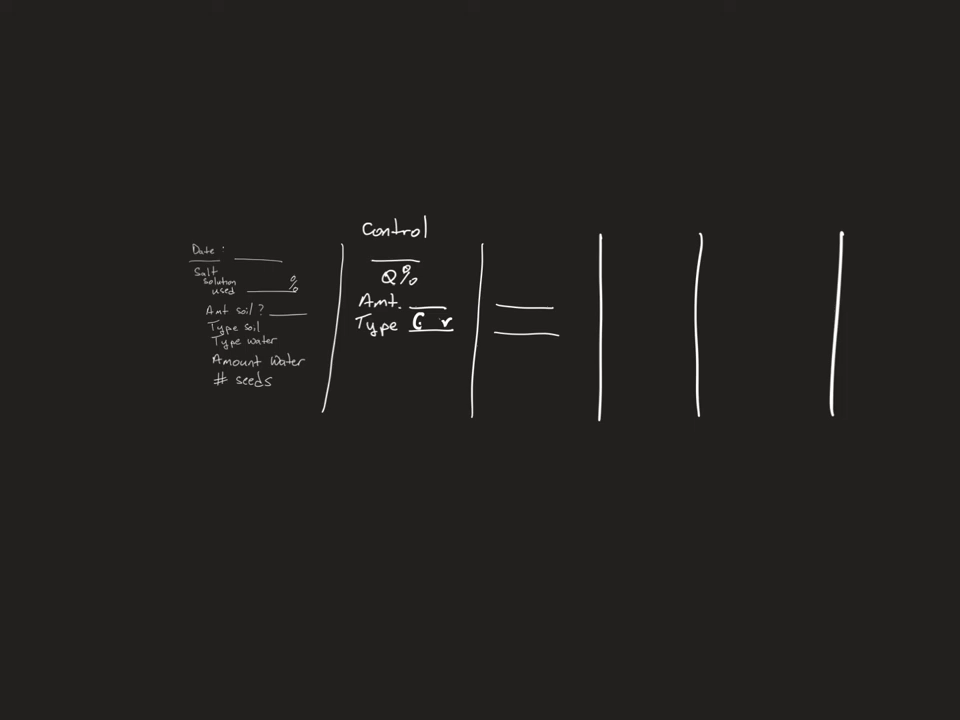 Control
Date:
Salt
solution
used %
0%
Amt soil?
Amt.
Type soil
Type
Type water
Amount Water
# seeds